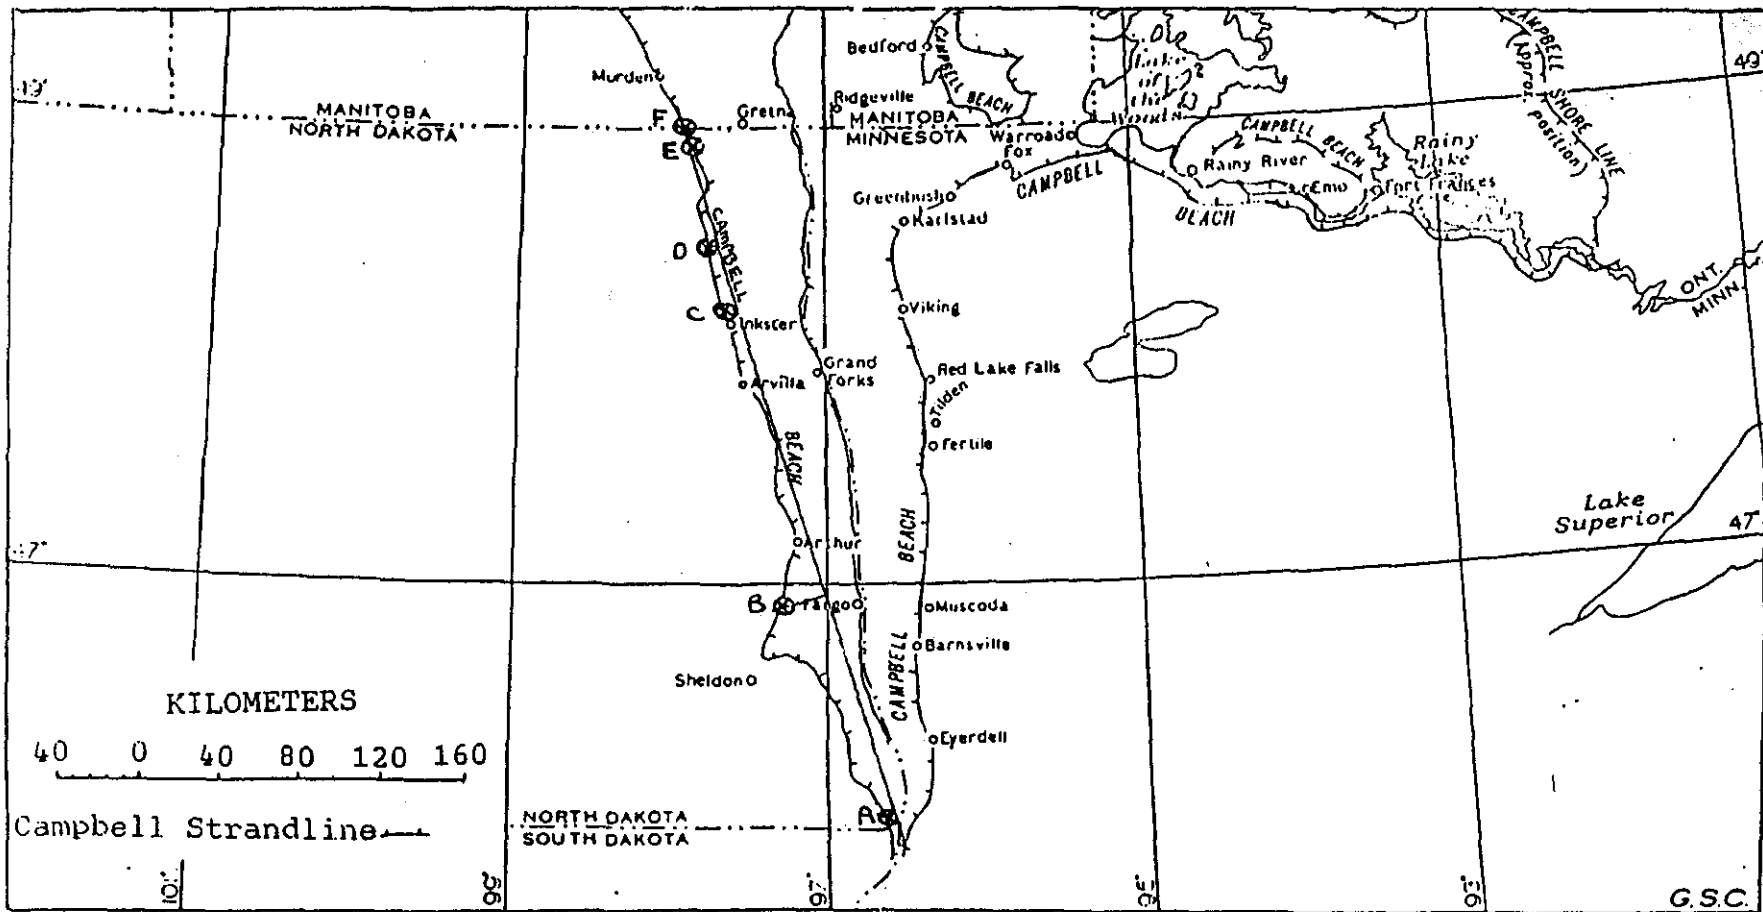 CAMPBELL SHORE LINE
(Approx. position)
Bedford
CAMPBELL BEACH
Lake of the Woods
49°
49°
Murden
MANITOBA
NORTH DAKOTA
F
Gretna
Ridgeville
MANITOBA
MINNESOTA
Warroad
E
Fox
CAMPBELL BEACH
Rainy Lake
Rainy River
CAMPBELL
BEACH
Emo
Fort Frances
Greenbush
Karlstad
D
CAMPBELL
BEACH
ONT.
MINN.
C
Inkster
Viking
Grand Forks
Arvilla
Red Lake Falls
Tilden
Fertile
Lake
Superior
47°
47°
Arthur
CAMPBELL BEACH
B
Fargo
Muscoda
Barnsville
Sheldon
KILOMETERS
40 0 40 80 120 160
Eyerdell
Campbell Strandline
A
NORTH DAKOTA
SOUTH DAKOTA
101°
99°
97°
95°
93°
G.S.C.